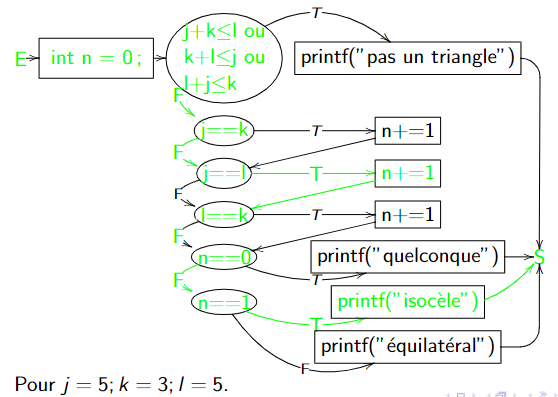 j+k≤l ou
k+l≤j ou
l+j≤k
T
printf("pas un triangle")
E
int n = 0 ;
F
j==k
T
n+=1
F
j==l
T
n+=1
F
l==k
T
n+=1
F
n==0
T
printf("quelconque")
S
F
n==1
T
printf("isocèle")
F
printf("équilatéral")
Pour j = 5; k = 3; l = 5.